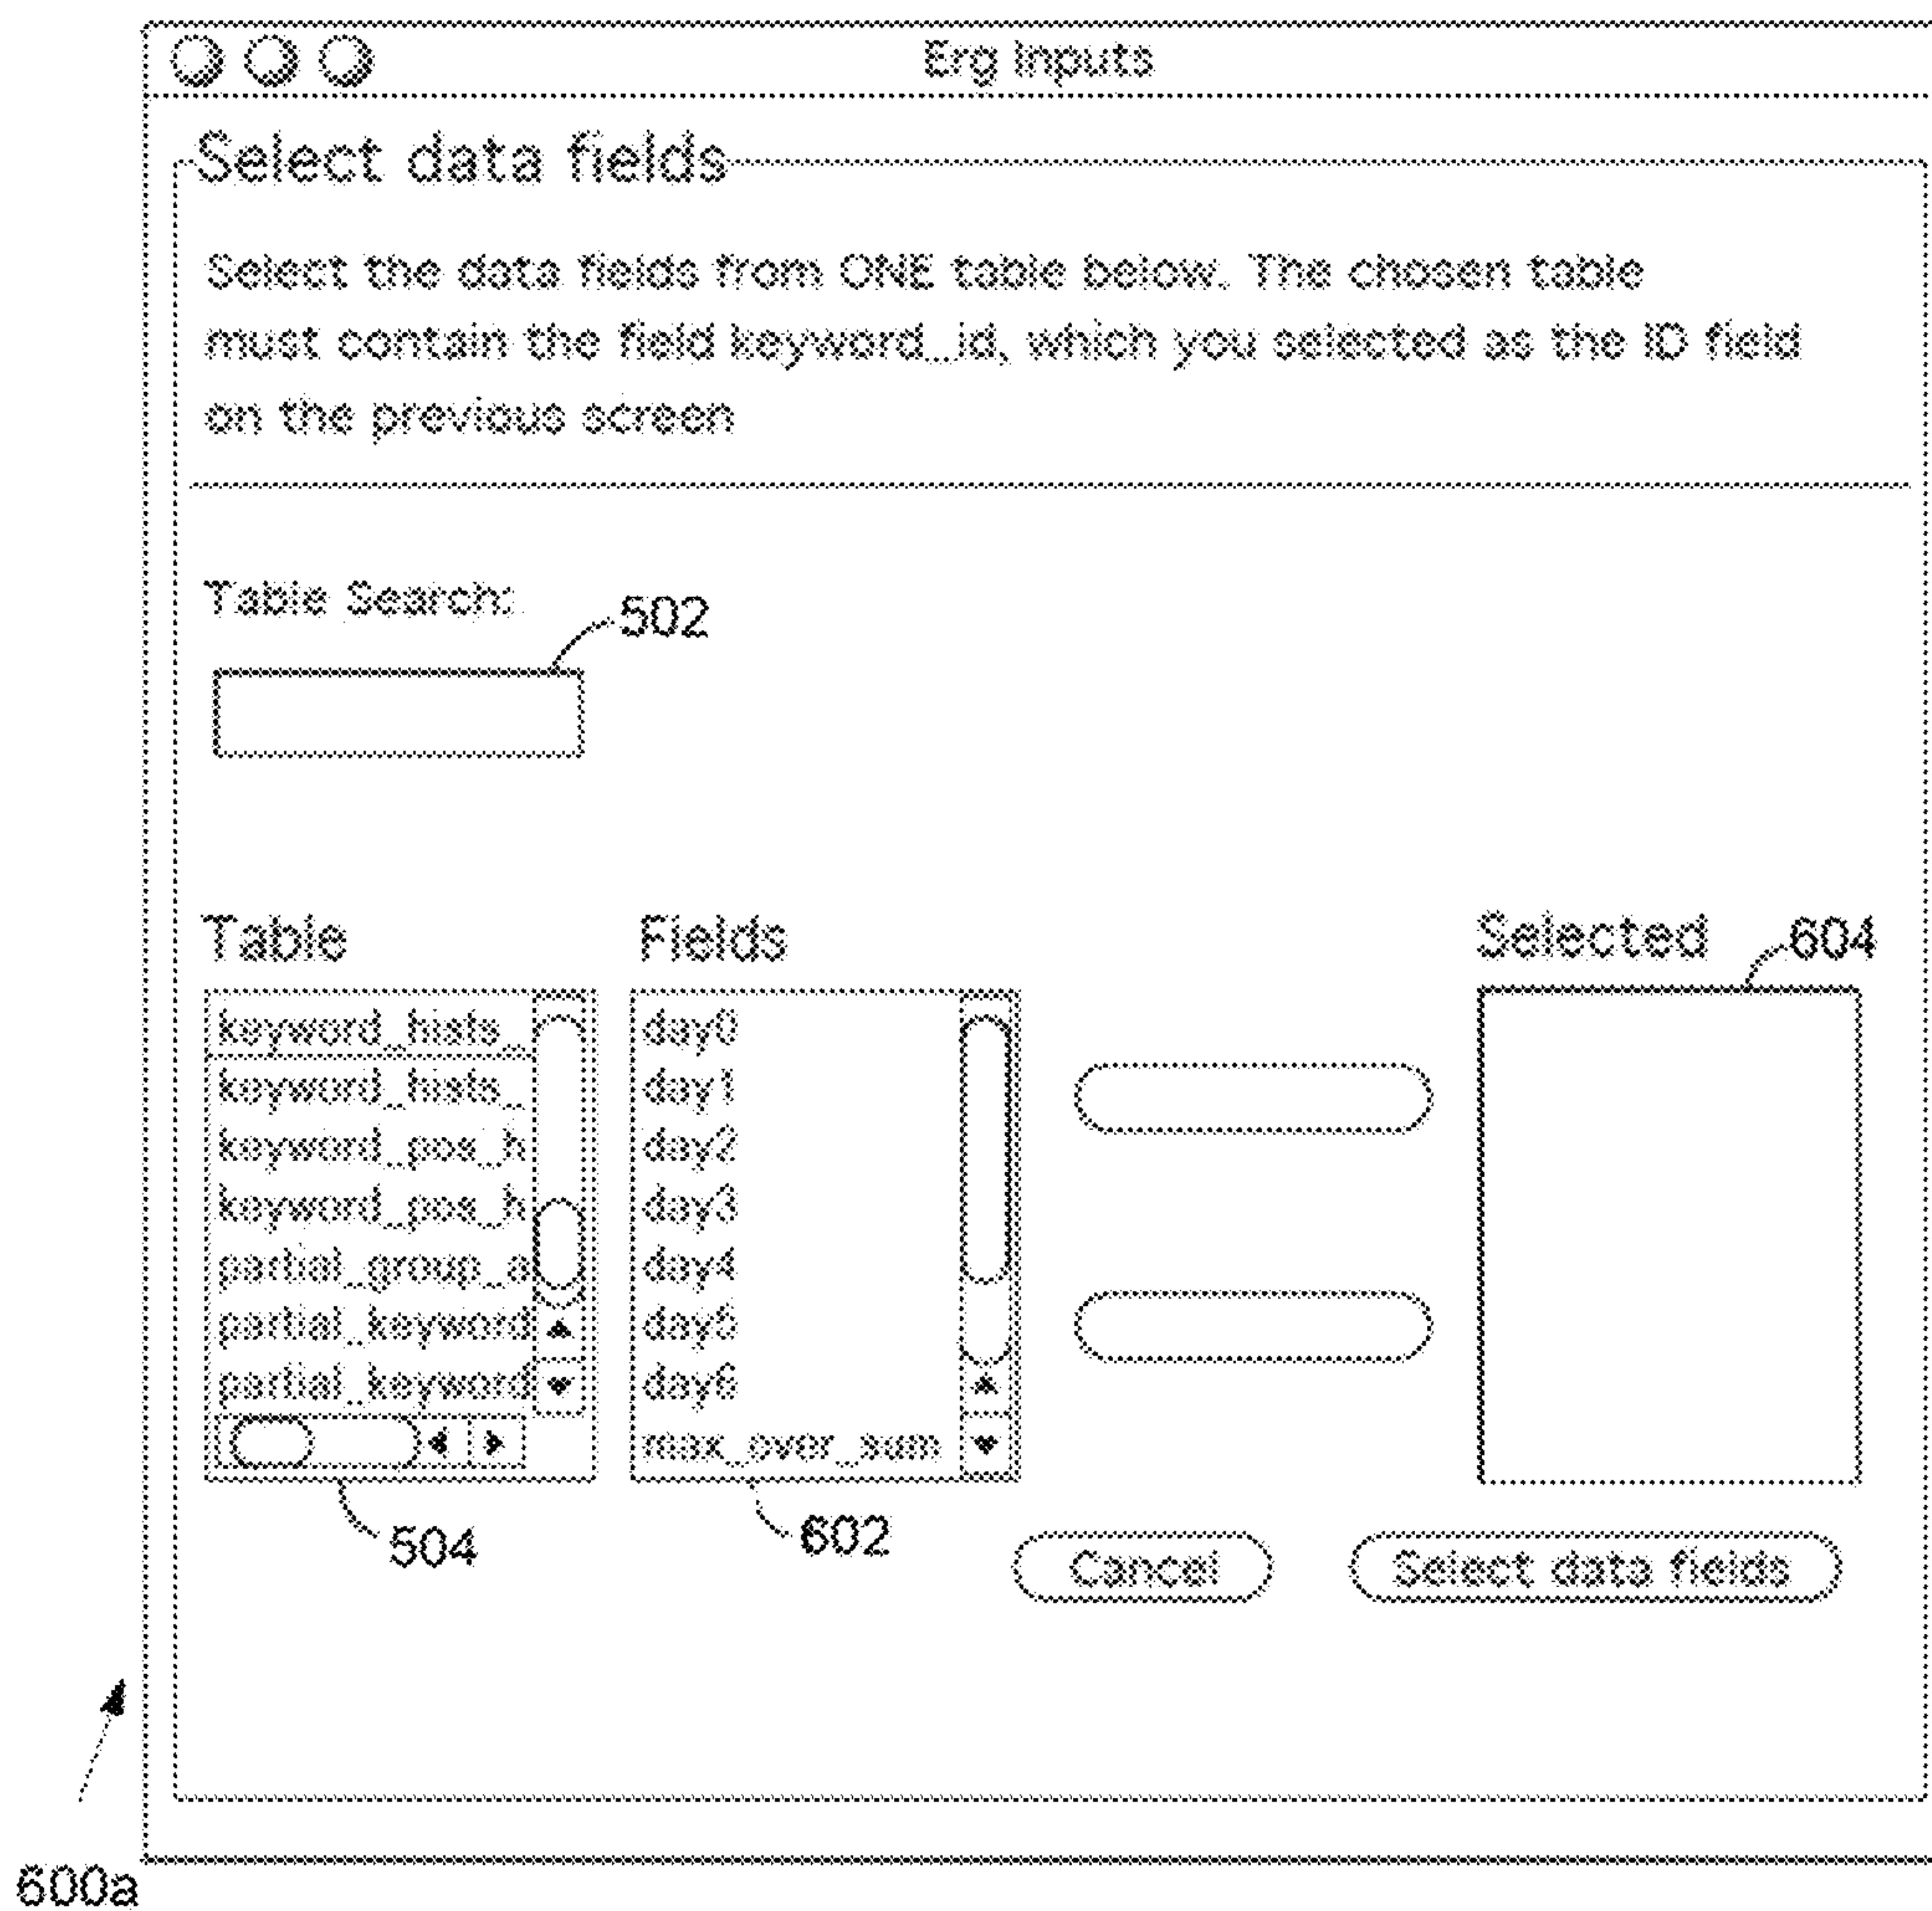 Erg Inputs
Select data fields
Select the data fields from ONE table below. The chosen table
must contain the field keyword_id, which you selected as the ID field
on the previous screen
Table Search:
502
Table
Fields
Selected
604
keyword_hists_
keyword_hists_
keyword_pos_h
keyword_pos_h
partial_group_a
partial_keyword
partial_keyword
day0
day1
day2
day3
day4
day5
day6
max_over_sum
504
602
Cancel
Select data fields
600a